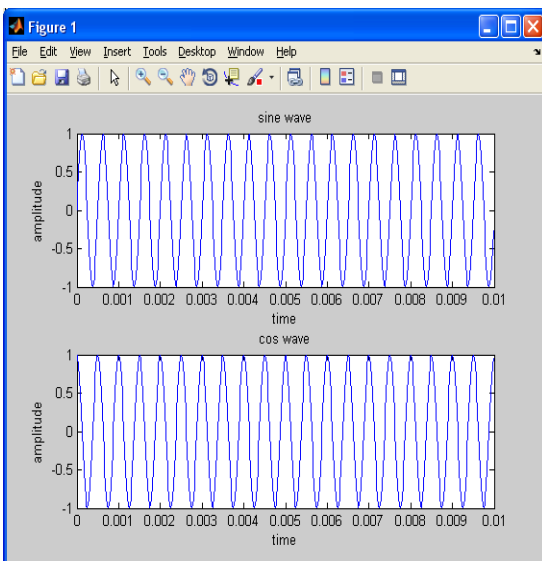 Figure 1
File Edit View Insert Tools Desktop Window Help
sine wave
1
0.5
0
-0.5
-1
amplitude
0 0.001 0.002 0.003 0.004 0.005 0.006 0.007 0.008 0.009 0.01
time
cos wave
1
0.5
0
-0.5
-1
amplitude
0 0.001 0.002 0.003 0.004 0.005 0.006 0.007 0.008 0.009 0.01
time